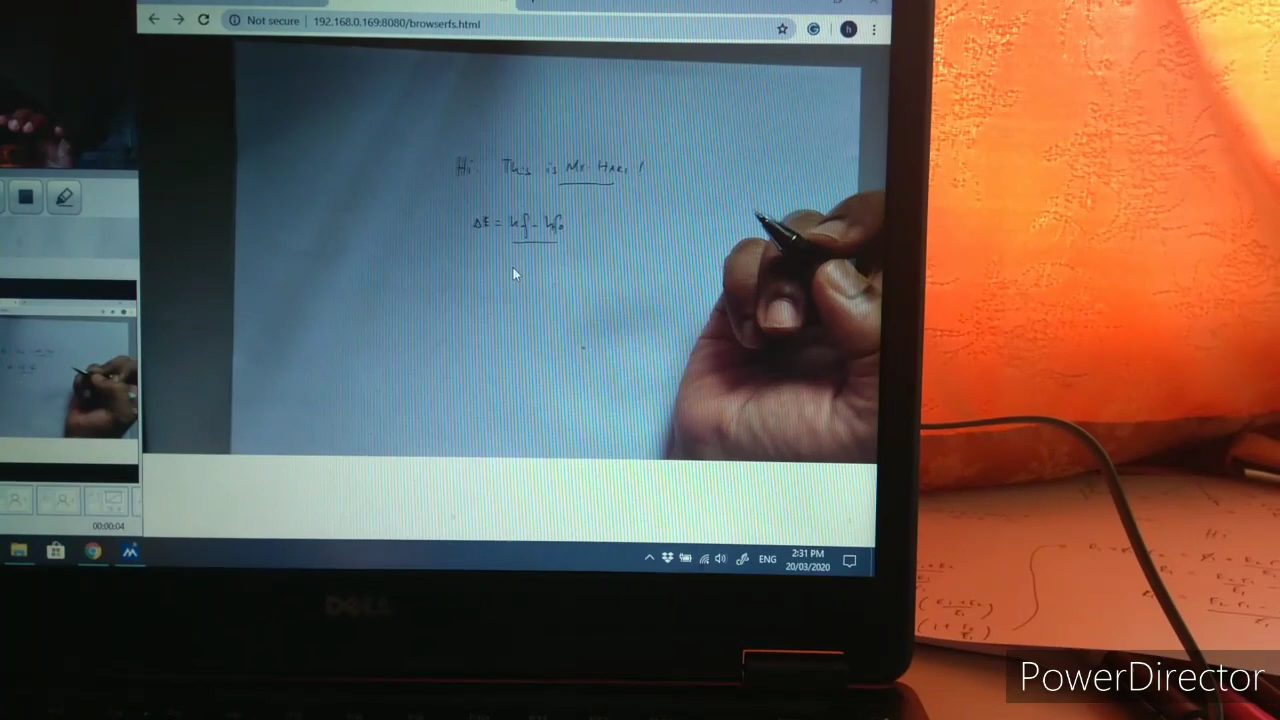 Not secure | 192.168.0.169:8080/browserfs.html
h
Hi. This is Mr. HARI !
ΔE = hf - hf₀
00:00:04
ENG
2:31 PM
20/03/2020
DELL
Hi
PowerDirector